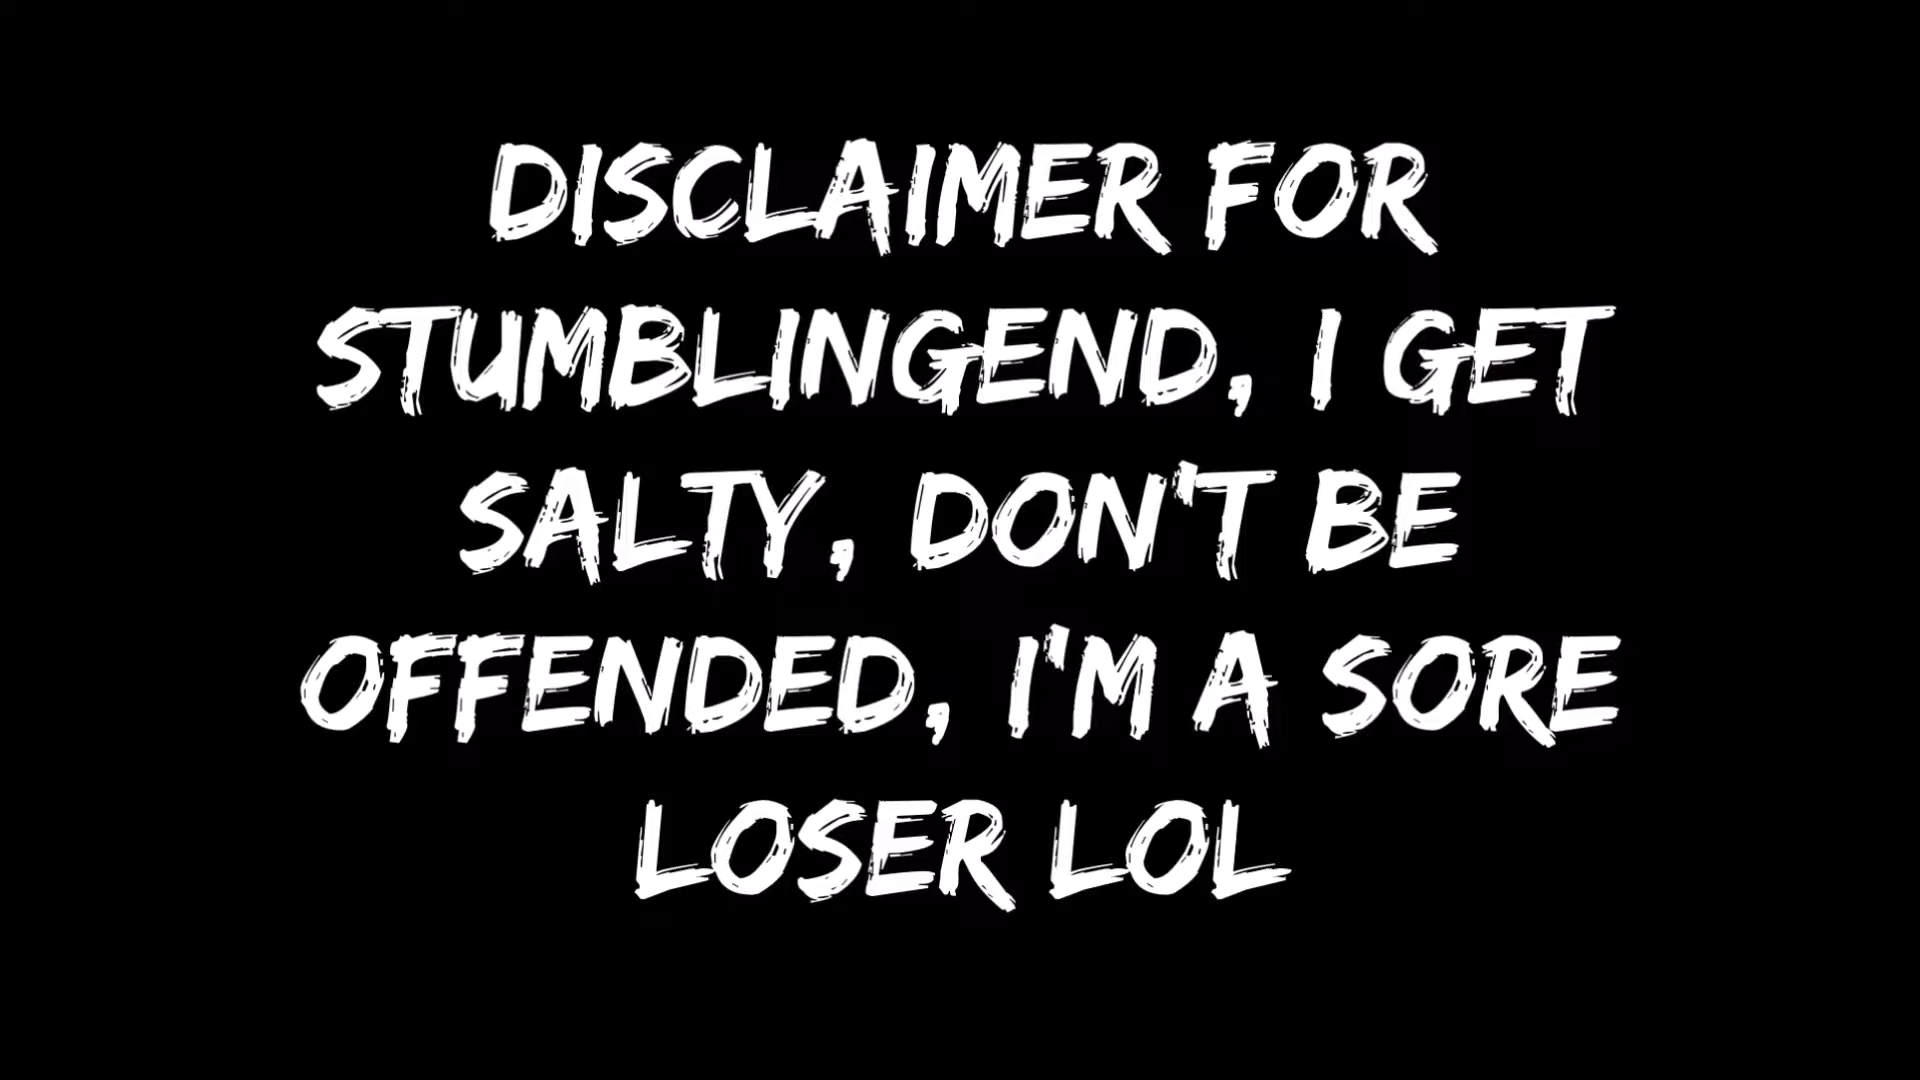 DISCLAIMER FOR
STUMBLINGEND, I GET
SALTY, DON'T BE
OFFENDED, I'M A SORE
LOSER LOL